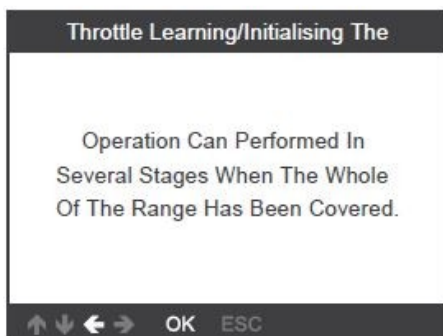 Throttle Learning/Initialising The
Operation Can Performed In
Several Stages When The Whole
Of The Range Has Been Covered.
OK ESC